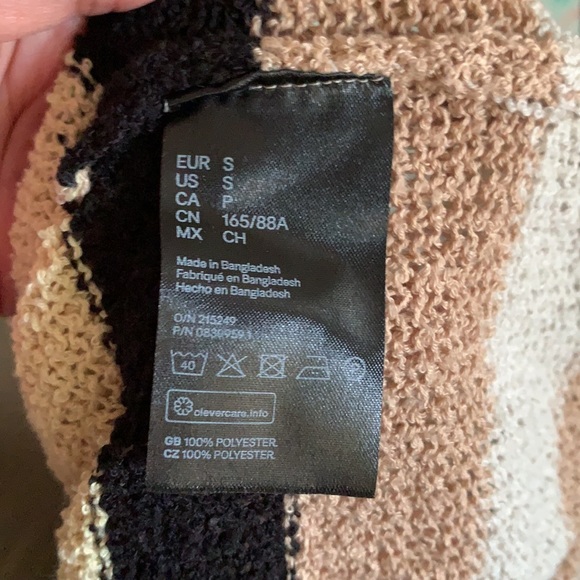 EUR S
US S
CA P
CN 165/88A
MX CH
Made in Bangladesh
Fabriqué en Bangladesh
Hecho en Bangladesh
O/N 215249
40
clevercare.info
GB 100% POLYESTER.
CZ 100% POLYESTER.